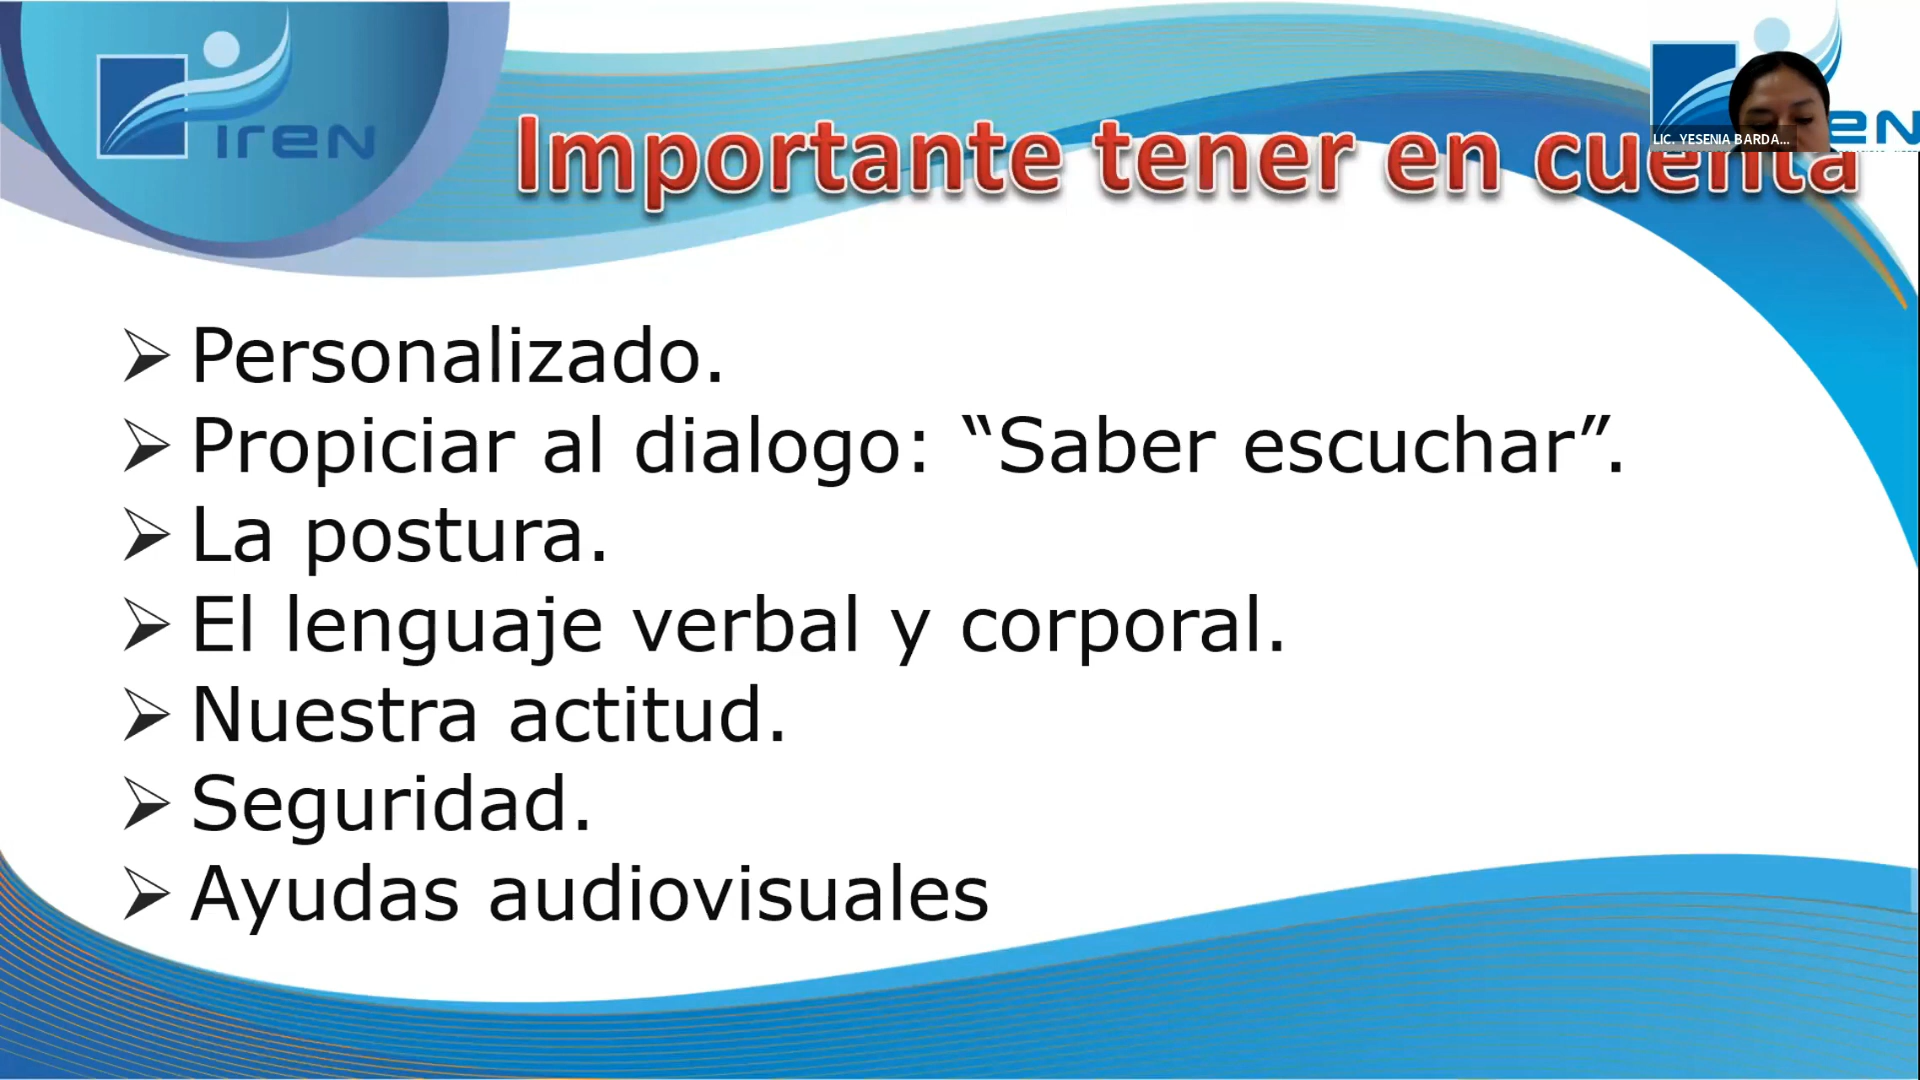 IREN
LIC. YESENIA BARDA...
Importante tener en cuenta
Personalizado.
Propiciar al dialogo: “Saber escuchar”.
La postura.
El lenguaje verbal y corporal.
Nuestra actitud.
Seguridad.
Ayudas audiovisuales